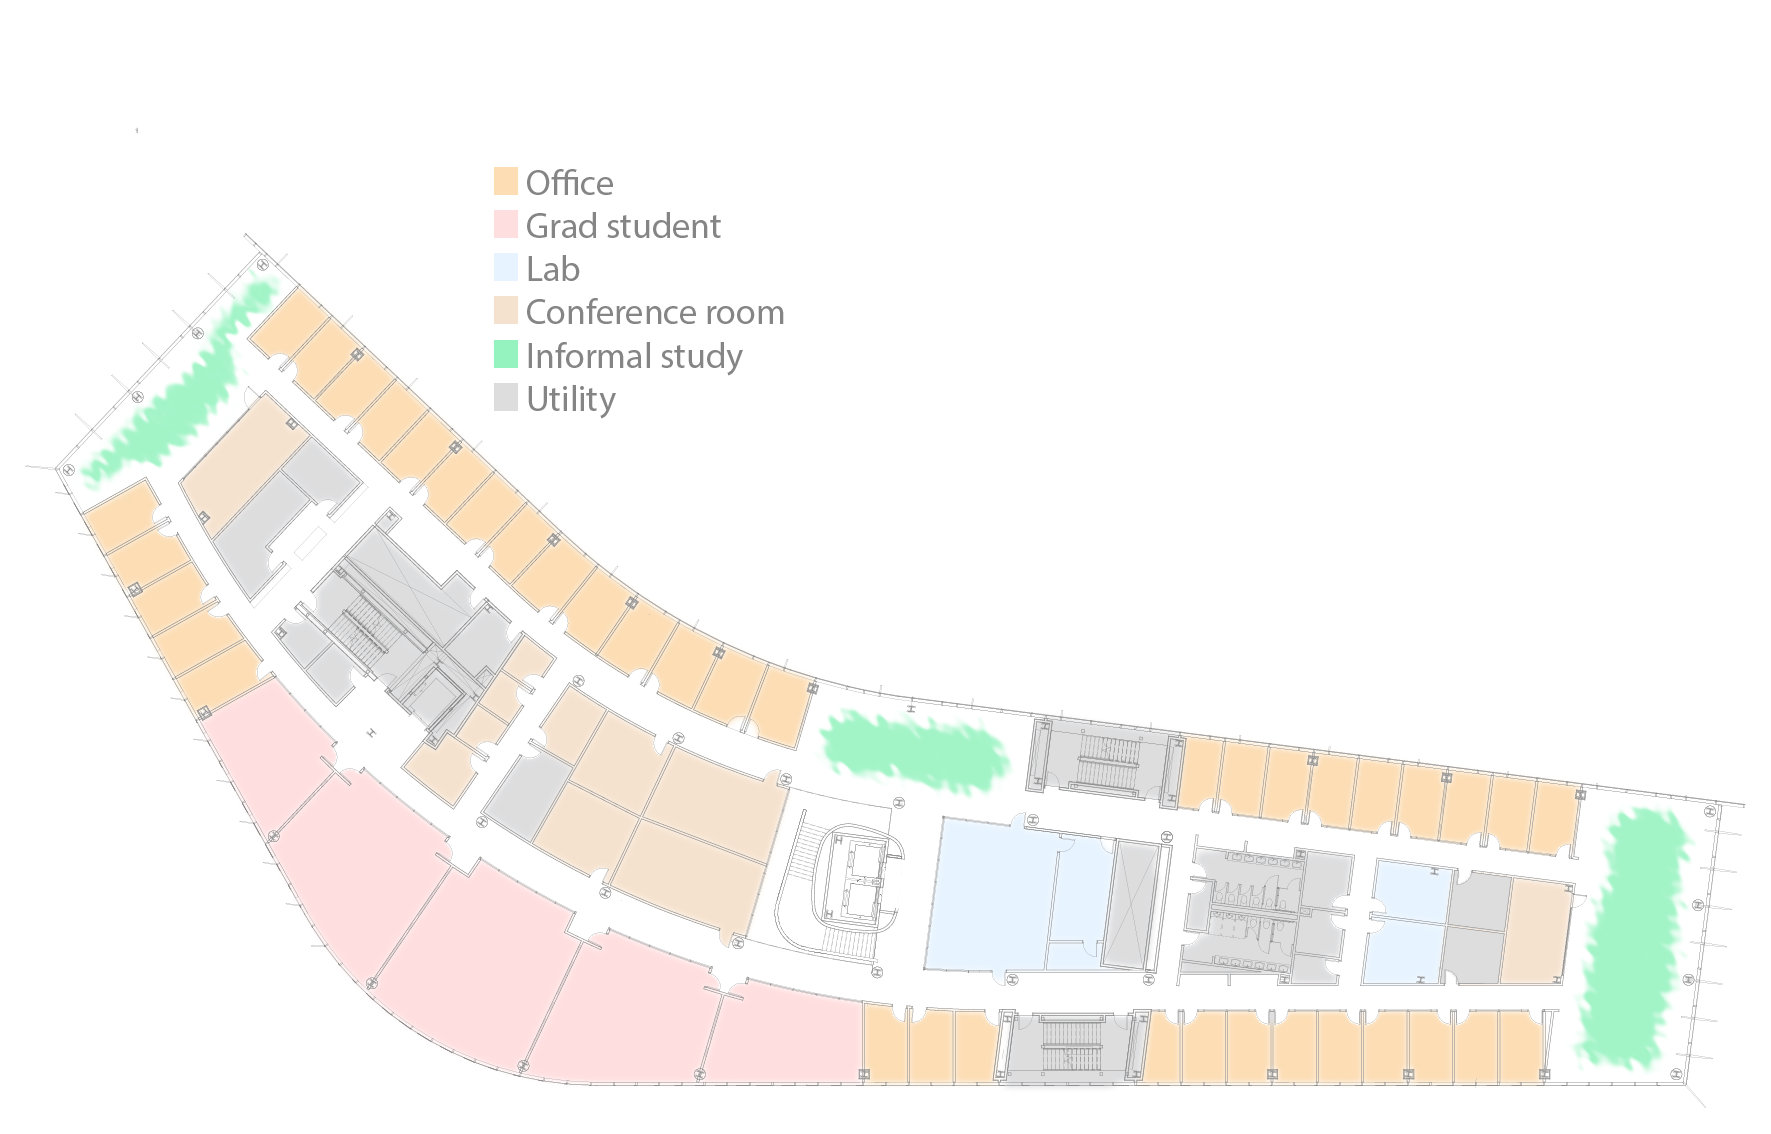 Office
Grad student
Lab
Conference room
Informal study
Utility